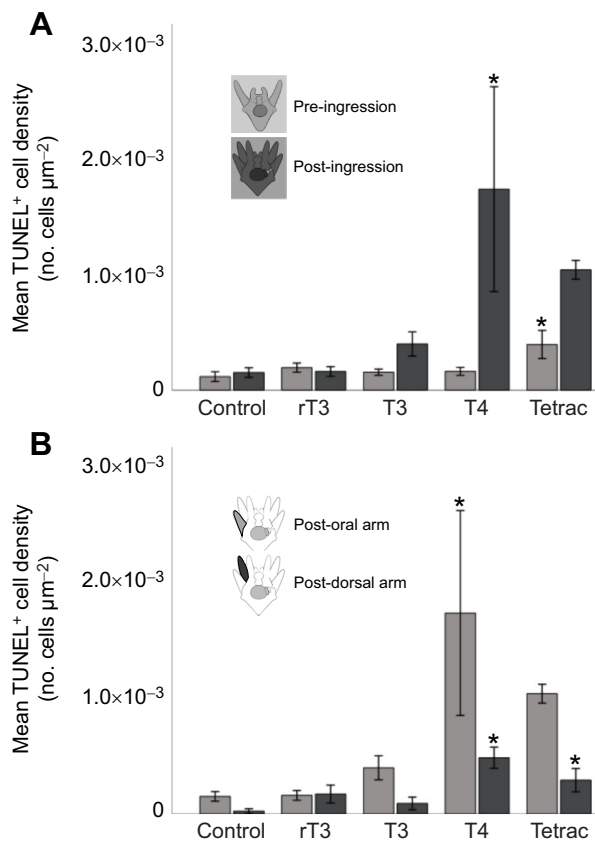 A
Mean TUNEL+ cell density
(no. cells µm−2)
3.0×10−3
2.0×10−3
1.0×10−3
0
Pre-ingression
Post-ingression
*
*
Control rT3 T3 T4 Tetrac
B
Mean TUNEL+ cell density
(no. cells µm−2)
3.0×10−3
2.0×10−3
1.0×10−3
0
Post-oral arm
Post-dorsal arm
*
*
*
Control rT3 T3 T4 Tetrac